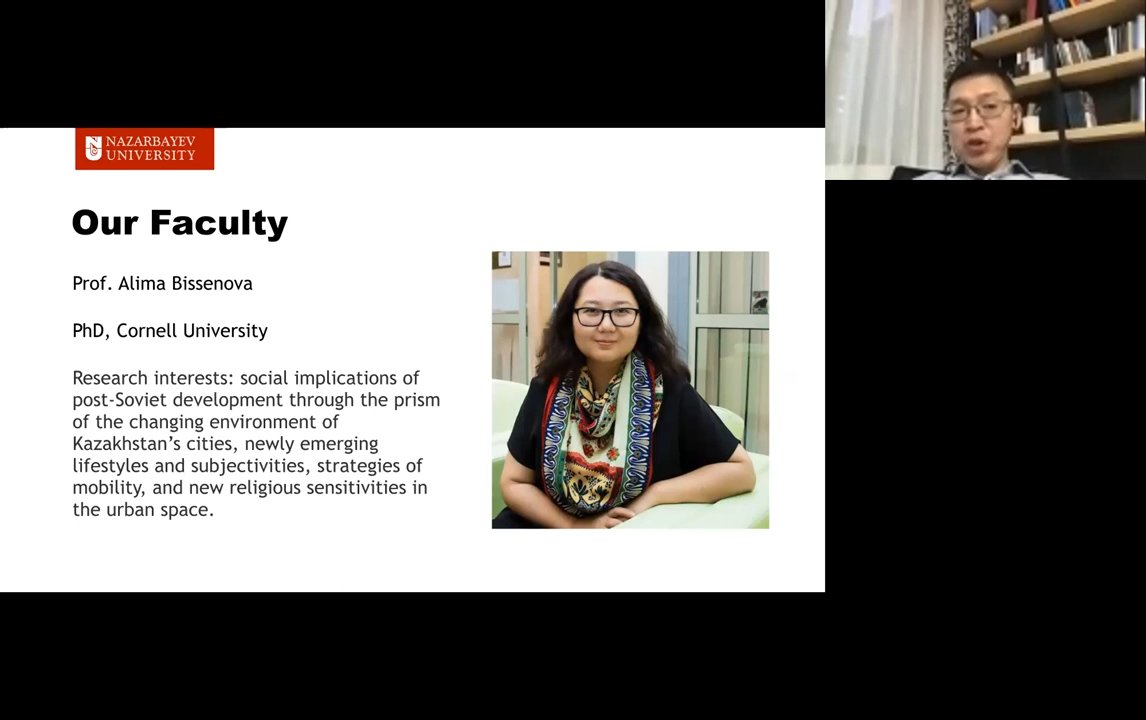 NAZARBAYEV
UNIVERSITY
Our Faculty
Prof. Alima Bissenova
PhD, Cornell University
Research interests: social implications of
post-Soviet development through the prism
of the changing environment of
Kazakhstan’s cities, newly emerging
lifestyles and subjectivities, strategies of
mobility, and new religious sensitivities in
the urban space.